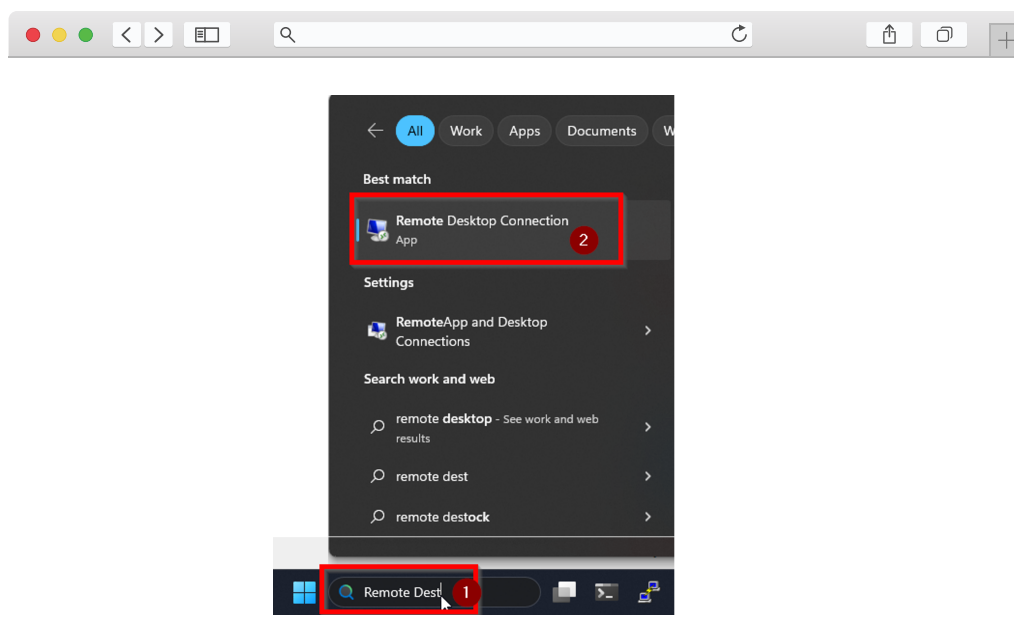 All Work Apps Documents W
Best match
Remote Desktop Connection
App
2
Settings
RemoteApp and Desktop
Connections
Search work and web
remote desktop - See work and web
results
remote dest
remote destock
Remote Dest 1